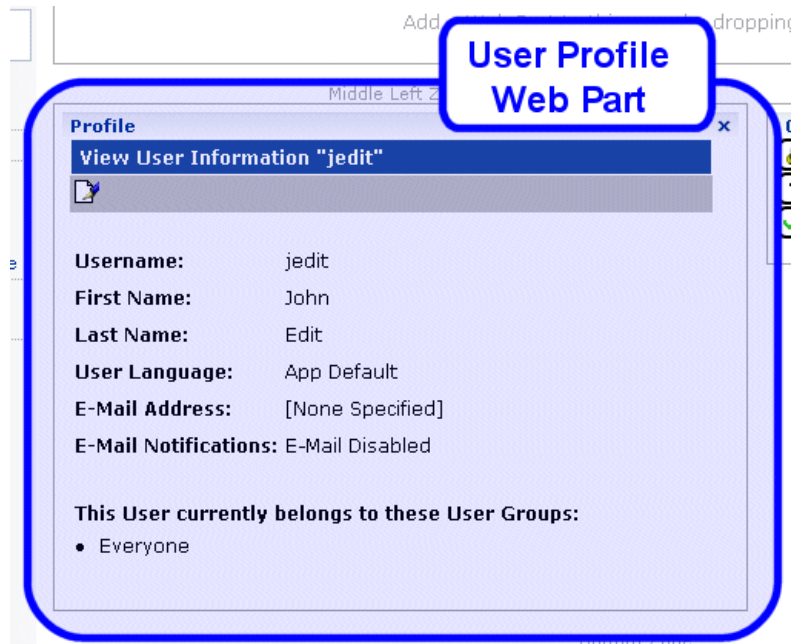 Add
dropping
User Profile
Web Part
Middle Left
Profile
View User Information "jedit"
Username: jedit
First Name: John
Last Name: Edit
User Language: App Default
E-Mail Address: [None Specified]
E-Mail Notifications: E-Mail Disabled
This User currently belongs to these User Groups:
• Everyone